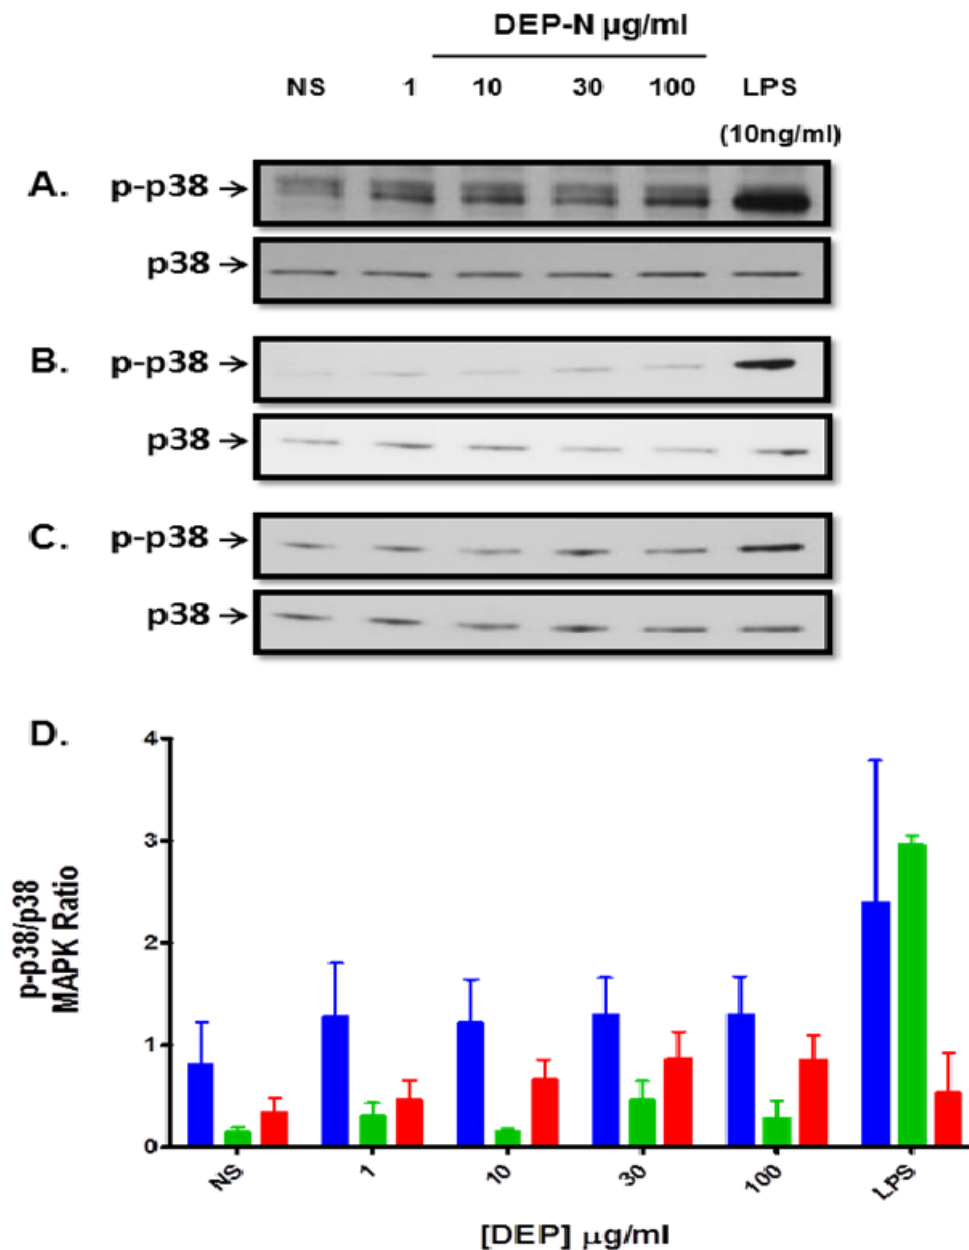 DEP-N µg/ml
NS 1 10 30 100 LPS
(10ng/ml)
A. p-p38 →
p38 →
B. p-p38 →
p38 →
C. p-p38 →
p38 →
D.
4
3
2
1
0
p-p38/p38
MAPK Ratio
NS 1 10 30 100 LPS
[DEP] µg/ml